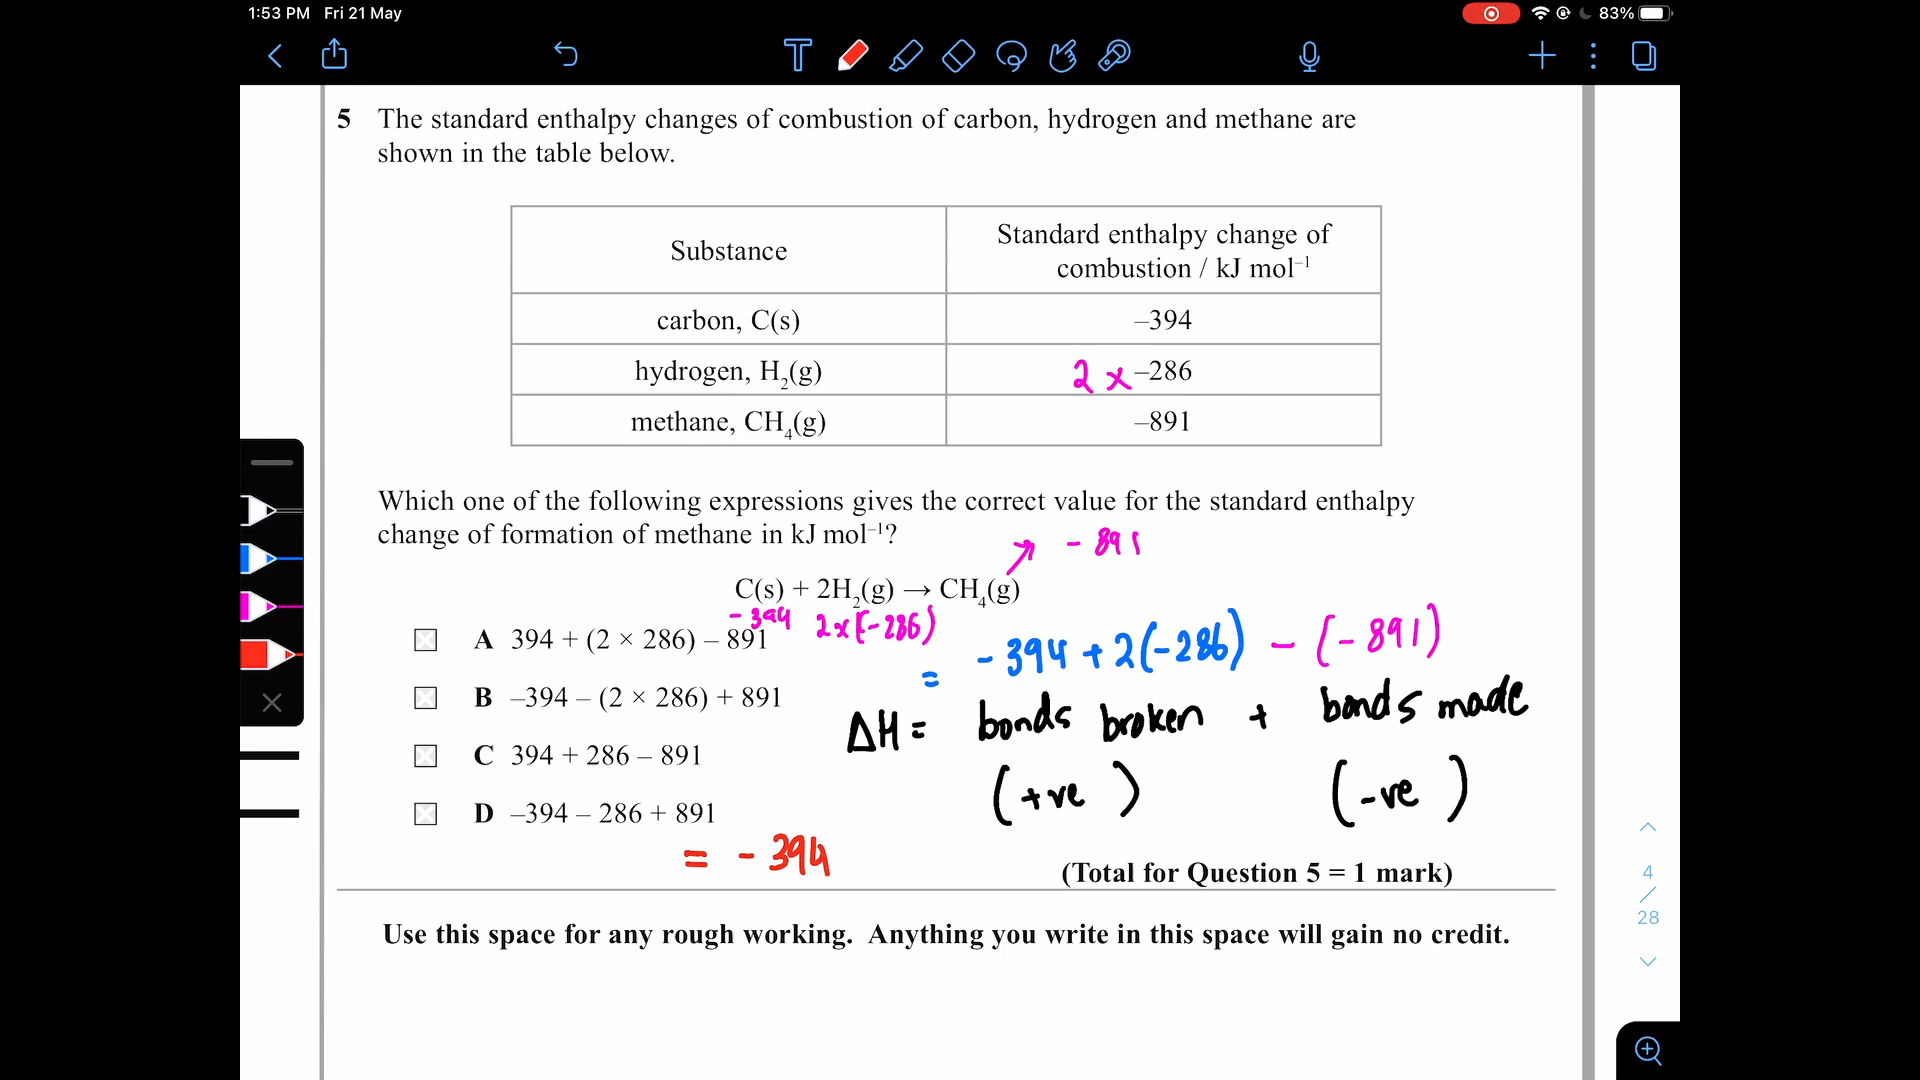 1:53 PM Fri 21 May
83%
5 The standard enthalpy changes of combustion of carbon, hydrogen and methane are
shown in the table below.
Substance
Standard enthalpy change of
combustion / kJ mol⁻¹
carbon, C(s)
–394
hydrogen, H₂(g)
2 × –286
methane, CH₄(g)
–891
Which one of the following expressions gives the correct value for the standard enthalpy
change of formation of methane in kJ mol⁻¹?
- 891
C(s) + 2H₂(g) → CH₄(g)
- 394 2x(-286)
A 394 + (2 × 286) – 891
= - 394 + 2(-286) - (-891)
B –394 – (2 × 286) + 891
ΔH = bonds broken + bonds made
C 394 + 286 – 891
(+ve) (-ve)
D –394 – 286 + 891
= - 394
(Total for Question 5 = 1 mark)
4
/
28
Use this space for any rough working. Anything you write in this space will gain no credit.